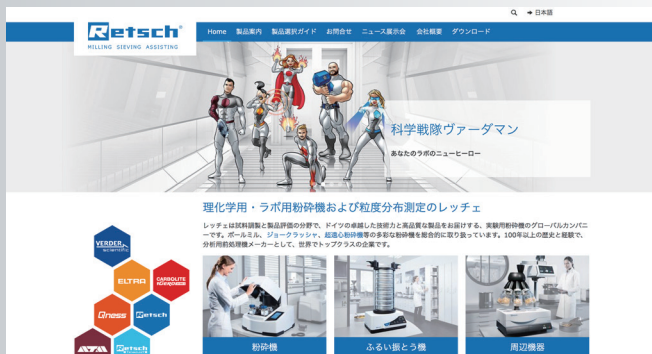 日本語
Retsch
MILLING SIEVING ASSISTING
Home 製品案内 製品選択ガイド お問合せ ニュース展示会 会社概要 ダウンロード
科学戦隊ヴァーダマン
あなたのラボのニューヒーロー
理化学用・ラボ用粉砕機および粒度分布測定のレッチェ
レッチェは試料調製と製品評価の分野で、ドイツの卓越した技術力と高品質な製品をお届けする、実験用粉砕機のグローバルカンパニ
ーです。ボールミル、ジョークラッシャ、超遠心粉砕機等の多彩な粉砕機を総合的に取り扱っています。100年以上の歴史と経験で、
分析用前処理機メーカーとして、世界でトップクラスの企業です。
VERDER
ELTRA
CARBOLITE
Qness
Retsch
ATM
Retsch
粉砕機
ふるい振とう機
周辺機器